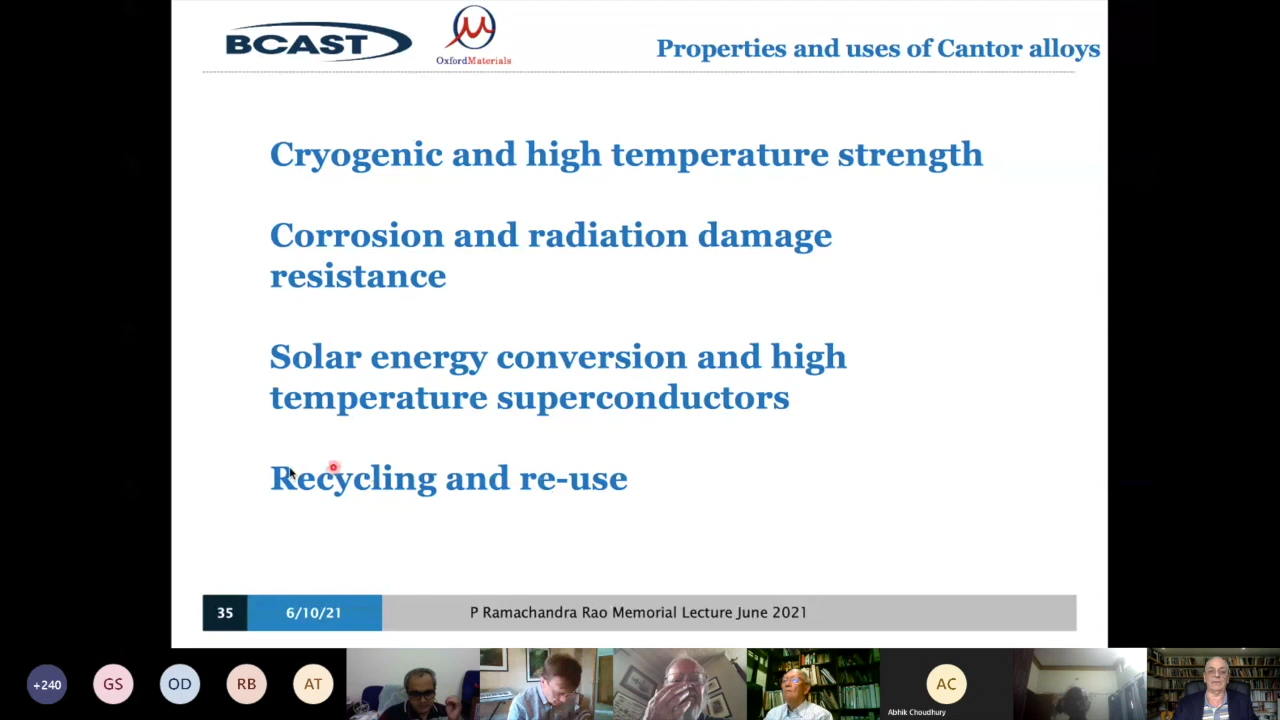 BCAST
OxfordMaterials
Properties and uses of Cantor alloys
Cryogenic and high temperature strength
Corrosion and radiation damage
resistance
Solar energy conversion and high
temperature superconductors
Recycling and re-use
35
6/10/21
P Ramachandra Rao Memorial Lecture June 2021
+240
GS
OD
RB
AT
AC
Abhik Choudhury